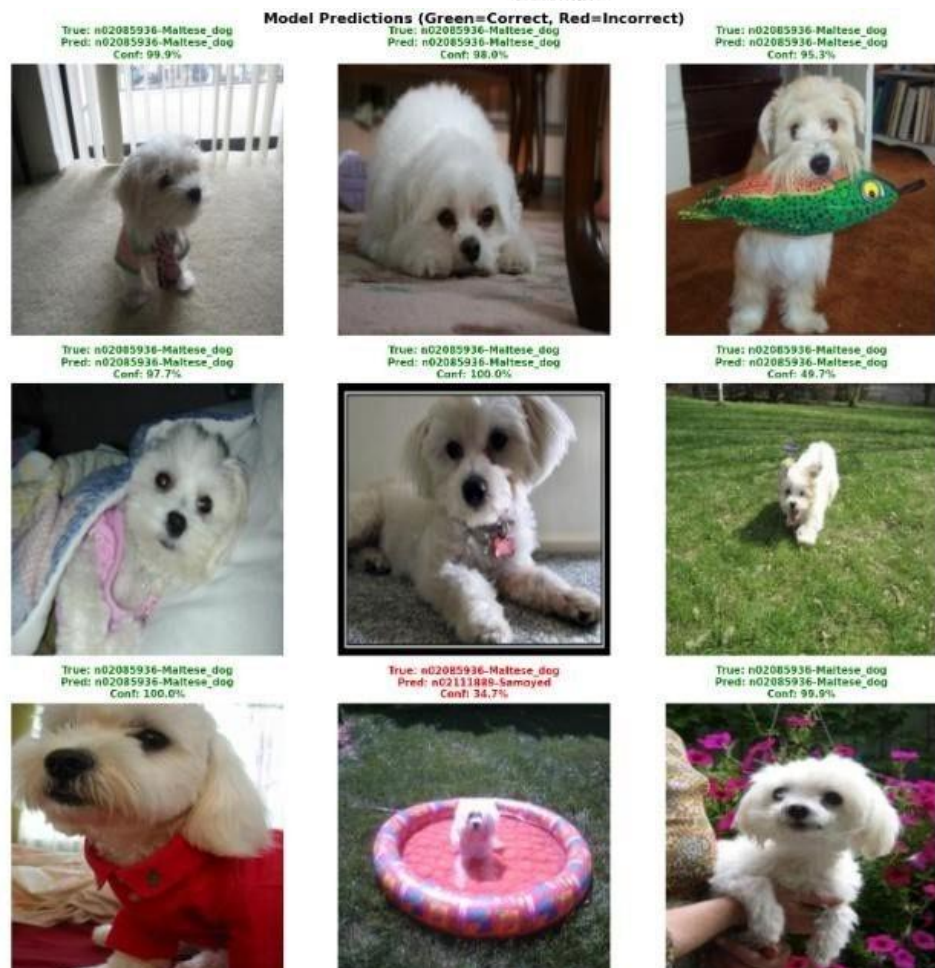 Model Predictions (Green=Correct, Red=Incorrect)
True: n02085936-Maltese_dog
Pred: n02085936-Maltese_dog
Conf: 99.9%
True: n02085936-Maltese_dog
Pred: n02085936-Maltese_dog
Conf: 98.0%
True: n02085936-Maltese_dog
Pred: n02085936-Maltese_dog
Conf: 95.3%
True: n02085936-Maltese_dog
Pred: n02085936-Maltese_dog
Conf: 97.7%
True: n02085936-Maltese_dog
Pred: n02085936-Maltese_dog
Conf: 100.0%
True: n02085936-Maltese_dog
Pred: n02085936-Maltese_dog
Conf: 49.7%
True: n02085936-Maltese_dog
Pred: n02085936-Maltese_dog
Conf: 100.0%
True: n02085936-Maltese_dog
Pred: n02111889-Samoyed
Conf: 34.7%
True: n02085936-Maltese_dog
Pred: n02085936-Maltese_dog
Conf: 99.9%